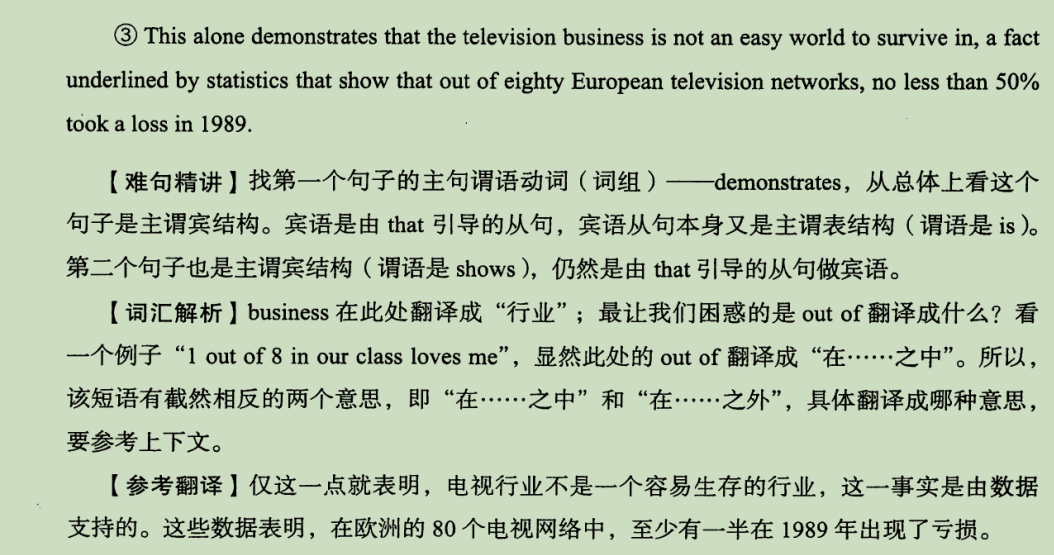 ③ This alone demonstrates that the television business is not an easy world to survive in, a fact
underlined by statistics that show that out of eighty European television networks, no less than 50%
took a loss in 1989.
【难句精讲】找第一个句子的主句谓语动词（词组）——demonstrates，从总体上看这个
句子是主谓宾结构。宾语是由 that 引导的从句，宾语从句本身又是主谓表结构（谓语是 is）。
第二个句子也是主谓宾结构（谓语是 shows），仍然是由 that 引导的从句做宾语。
【词汇解析】business 在此处翻译成“行业”；最让我们困惑的是 out of 翻译成什么？看
一个例子“1 out of 8 in our class loves me”，显然此处的 out of 翻译成“在……之中”。所以，
该短语有截然相反的两个意思，即“在……之中”和“在……之外”，具体翻译成哪种意思，
要参考上下文。
【参考翻译】仅这一点就表明，电视行业不是一个容易生存的行业，这一事实是由数据
支持的。这些数据表明，在欧洲的 80 个电视网络中，至少有一半在 1989 年出现了亏损。